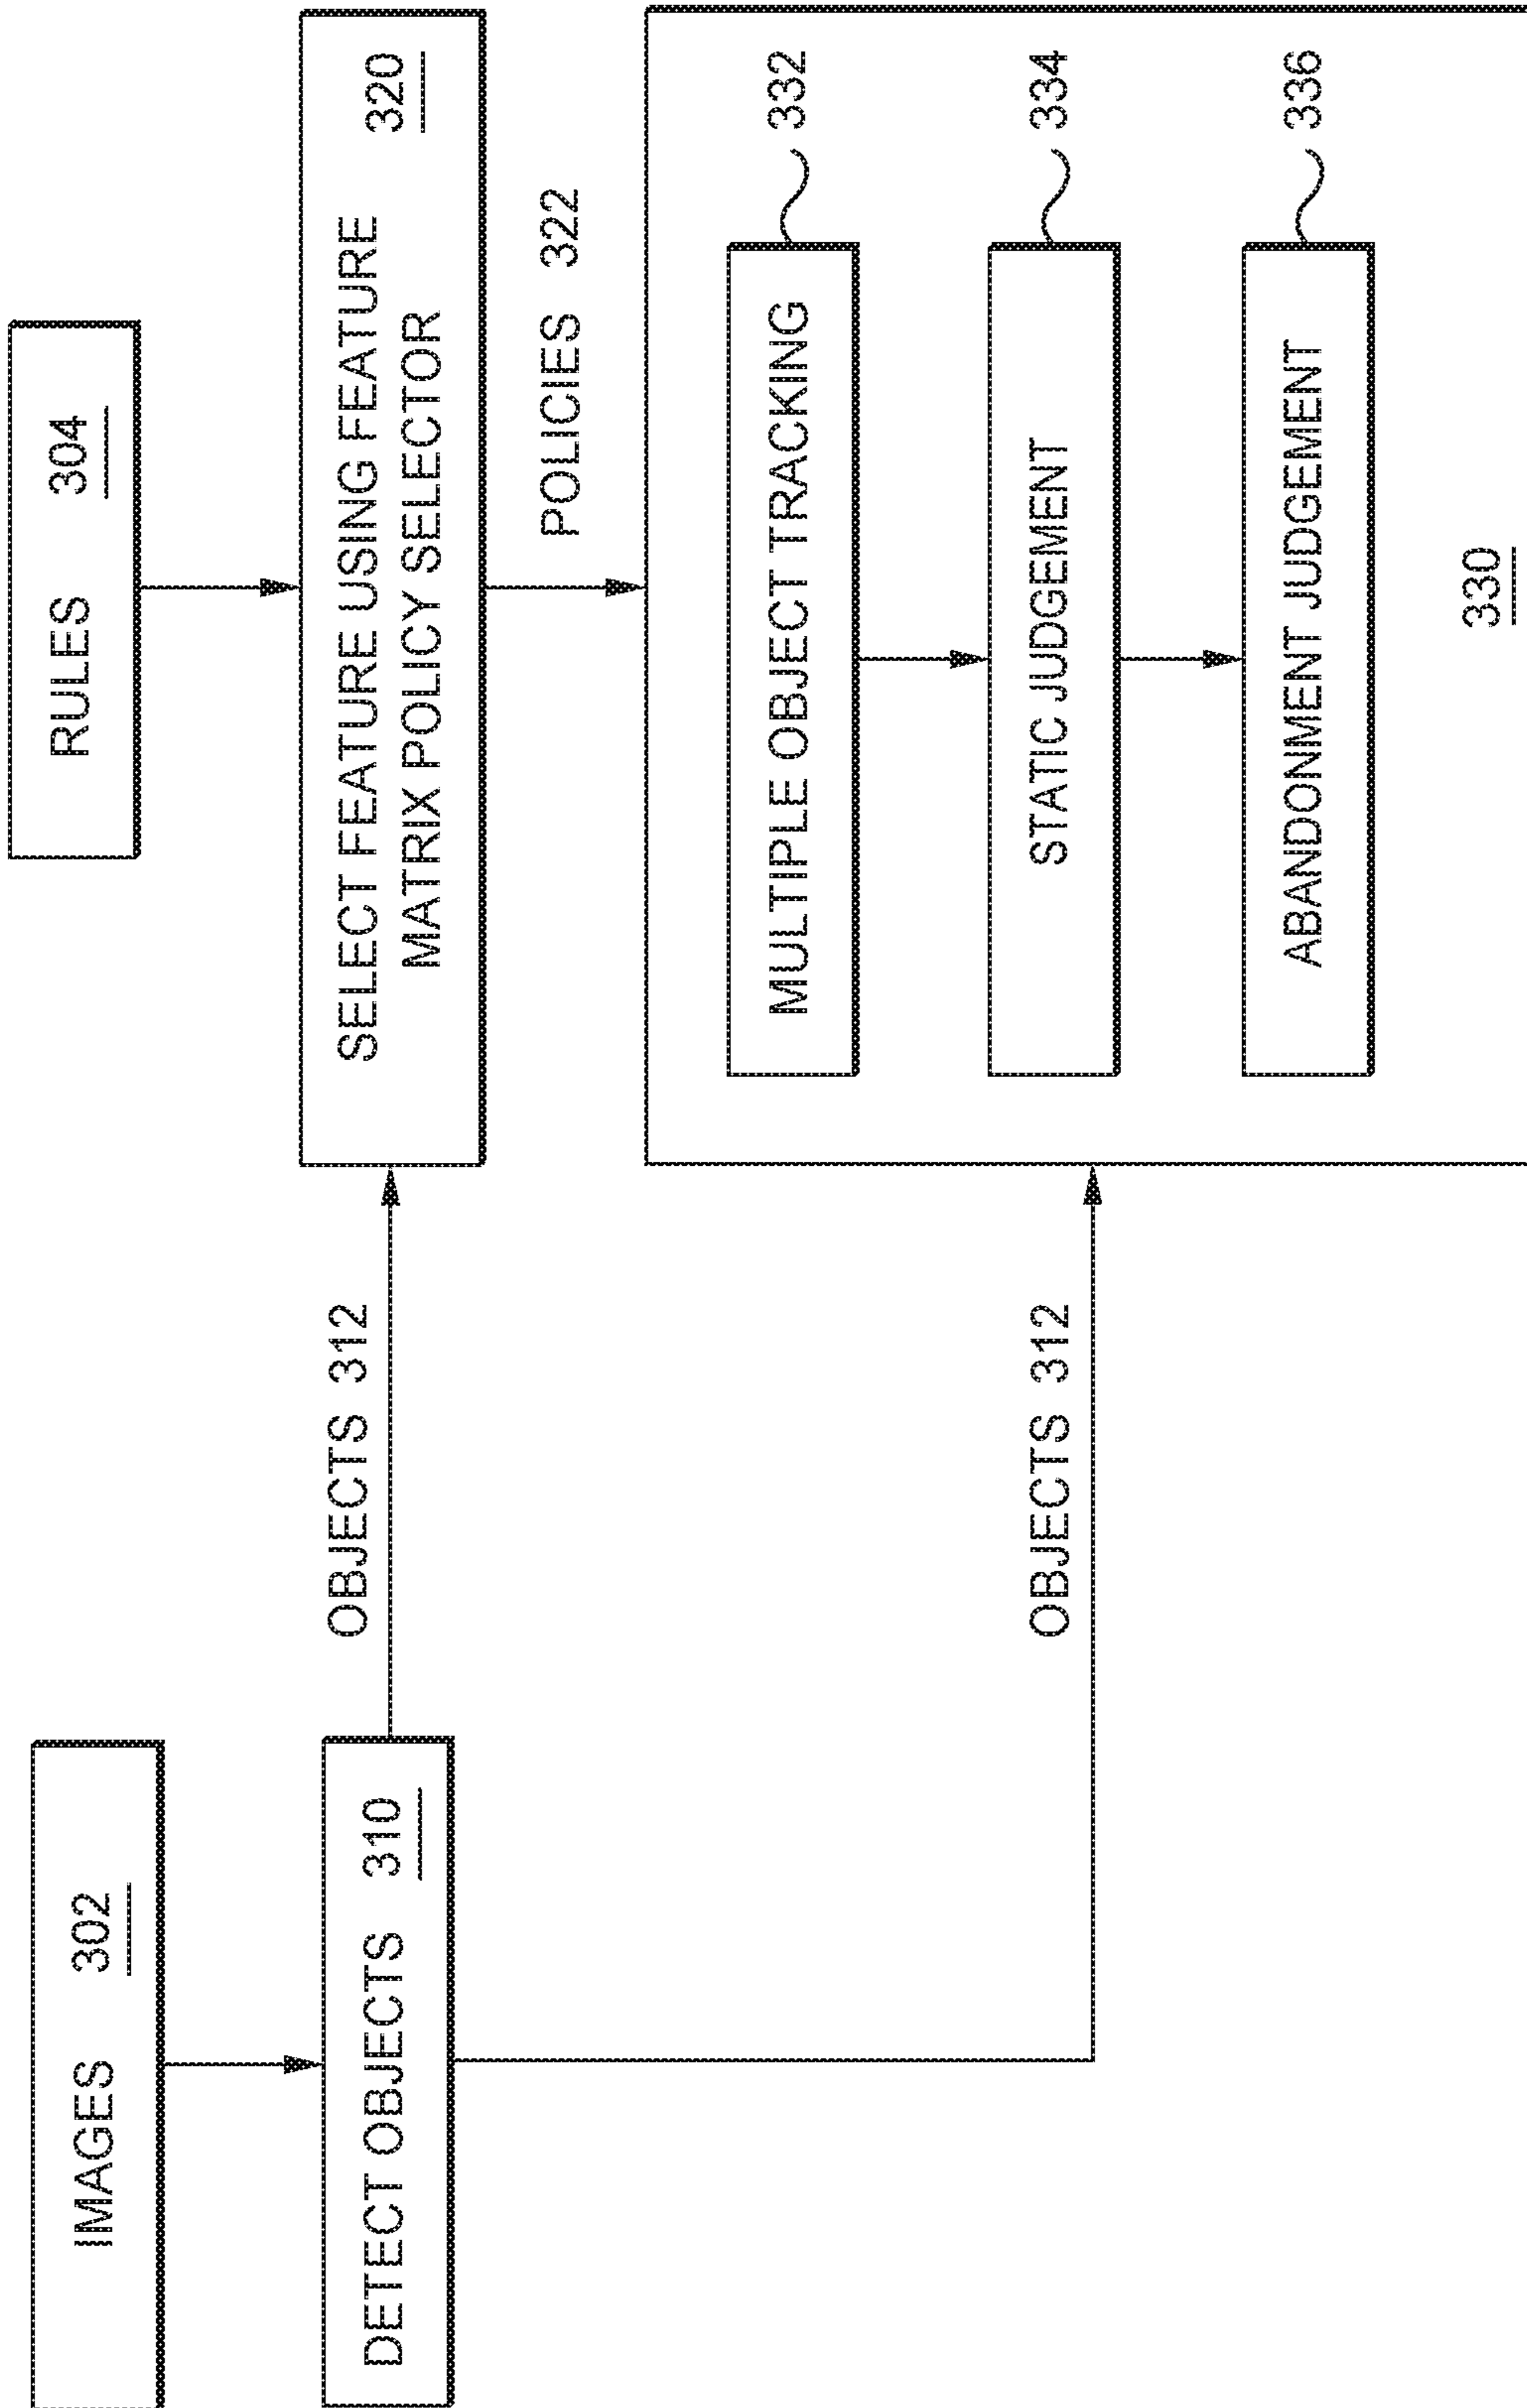 IMAGES 302
RULES 304
DETECT OBJECTS 310
OBJECTS 312
SELECT FEATURE USING FEATURE
MATRIX POLICY SELECTOR
320
POLICIES 322
OBJECTS 312
MULTIPLE OBJECT TRACKING
332
STATIC JUDGEMENT
334
ABANDONMENT JUDGEMENT
336
330